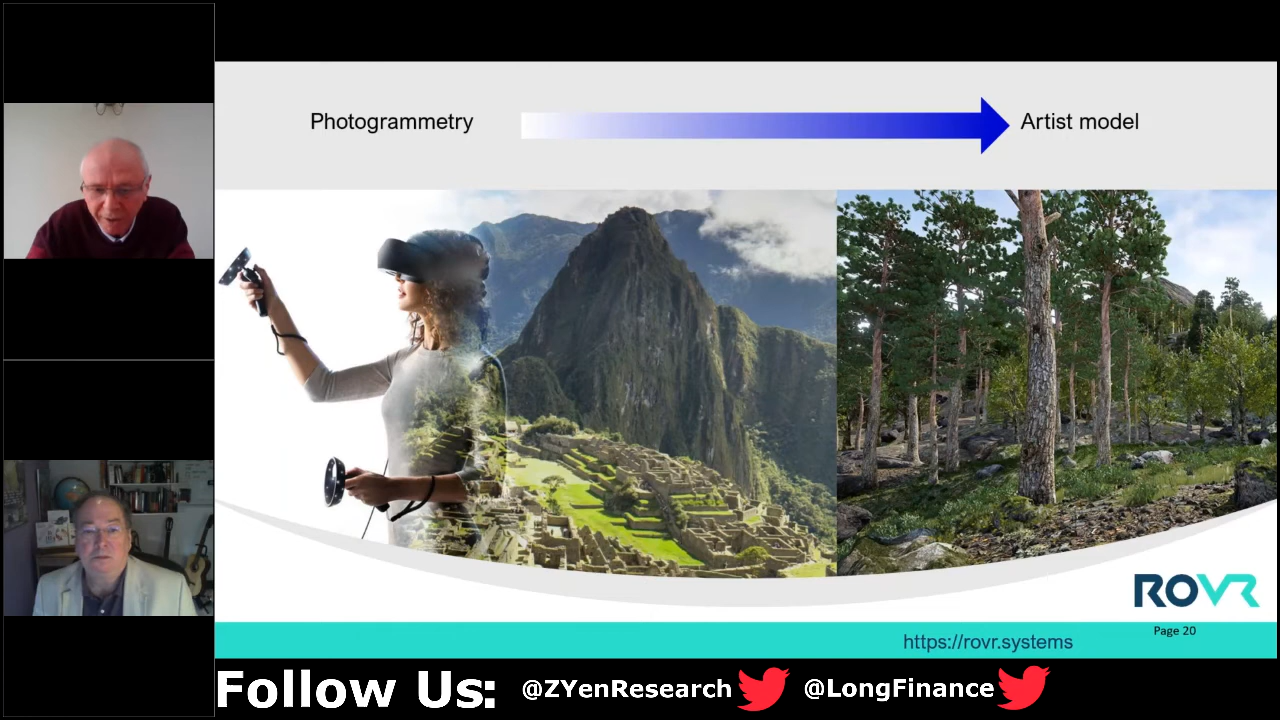 Photogrammetry
Artist model
ROVR
Page 20
https://rovr.systems
Follow Us: @ZYenResearch @LongFinance